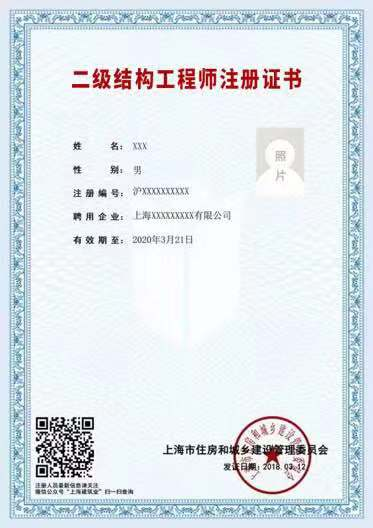 二级结构工程师注册证书
姓 名： XXX
照片
性 别： 男
注 册 编 号： 沪XXXXXXXXXX
聘 用 企 业： 上海XXXXXXXXX有限公司
有 效 期 至： 2020年3月21日
上海市住房和城乡建设管理委员会
发证日期：2018.03.12
注册人员最新信息请关注
微信公众号“上海建筑业”扫一扫查询